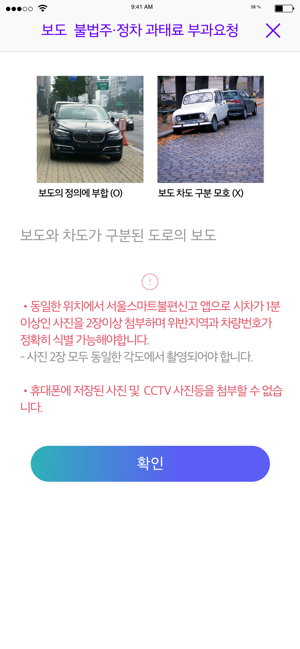 9:41 AM
58 %
보도 불법주·정차 과태료 부과요청
보도의 정의에 부합 (O)
보도 차도 구분 모호 (X)
보도와 차도가 구분된 도로의 보도
• 동일한 위치에서 서울스마트불편신고 앱으로 시차가 1분
이상인 사진을 2장이상 첨부하며 위반지역과 차량번호가
정확히 식별 가능해야합니다.
- 사진 2장 모두 동일한 각도에서 촬영되어야 합니다.
• 휴대폰에 저장된 사진 및 CCTV 사진등을 첨부할 수 없습
니다.
확인